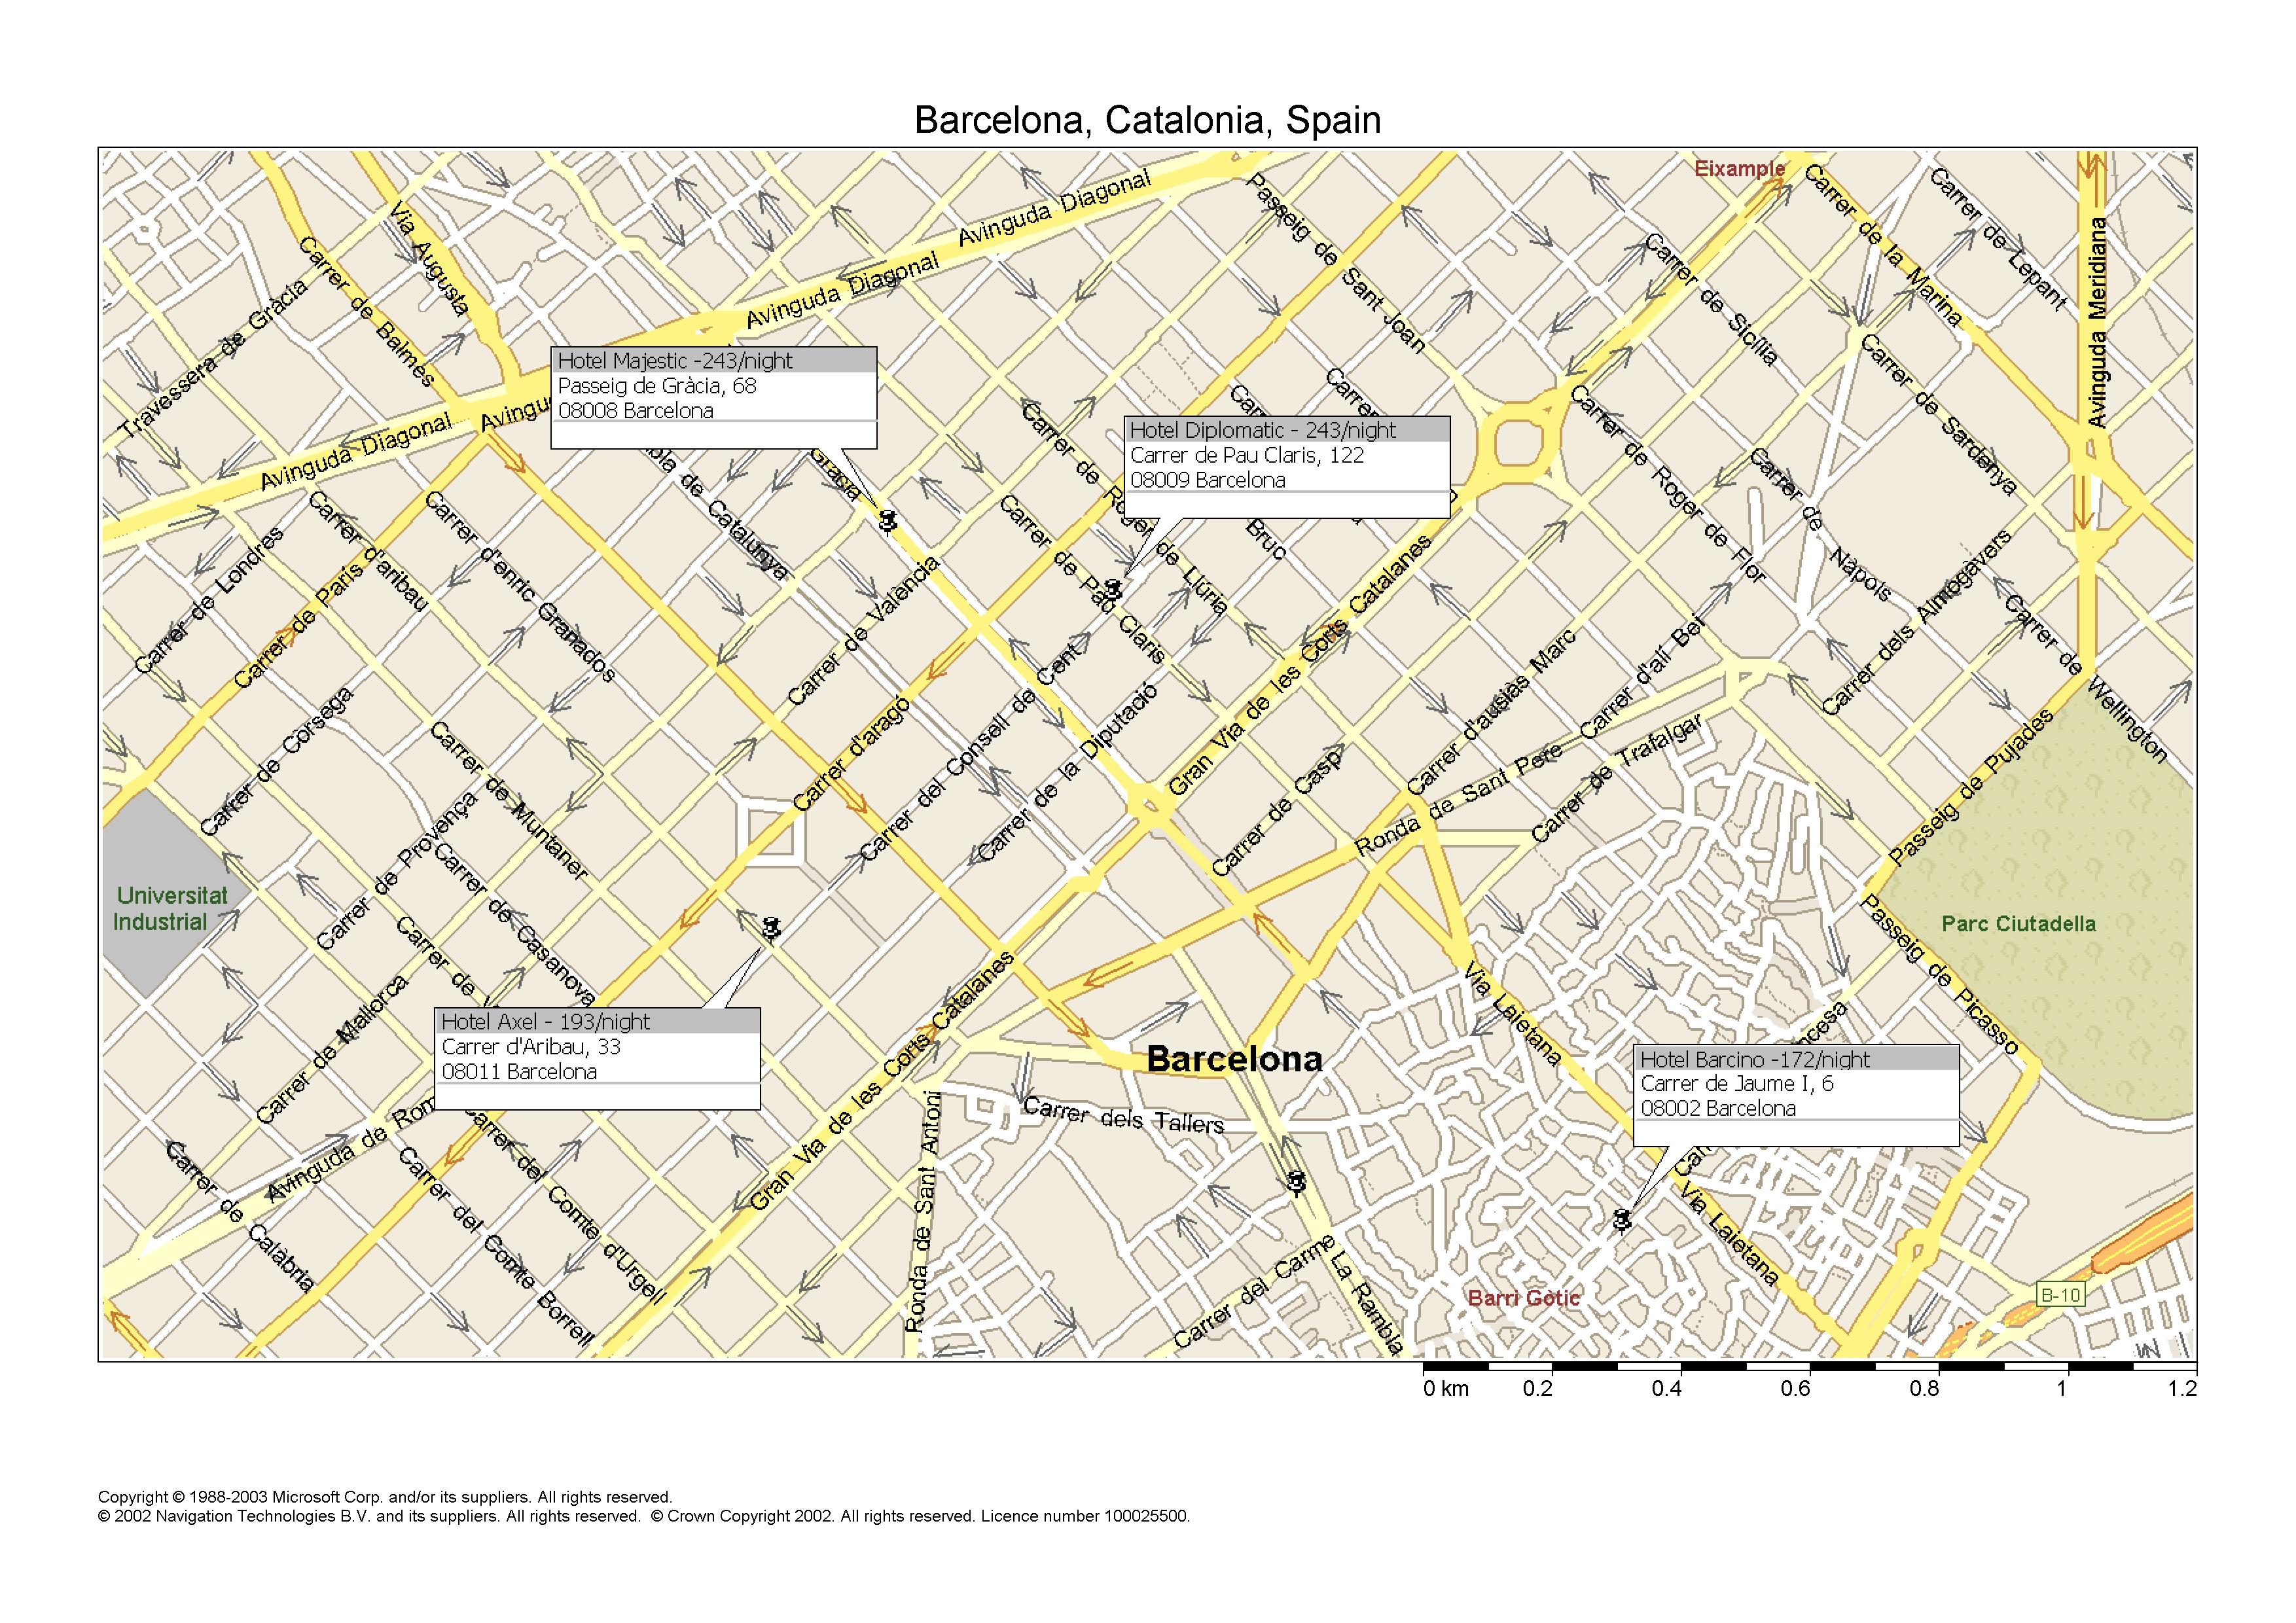 Barcelona, Catalonia, Spain
Eixample
Passeig de Sant Joan
Carrer de la Marina
Carrer de Lepant
Avinguda Meridiana
Avinguda Diagonal
Avinguda Diagonal
Avinguda Diagonal
Via Augusta
Carrer de Balmes
Travessera de Gràcia
Carrer de Sicília
Carrer de Sardenya
Hotel Majestic -243/night
Passeig de Gràcia, 68
08008 Barcelona
Avinguda Diagonal
Gràcia
Hotel Diplomatic - 243/night
Carrer de Pau Claris, 122
08009 Barcelona
Carrer de Roger de Flor
Carrer de Nàpols
Carrer de Roger de Llúria
Bruc
Carrer de Pau Claris
Carrer d'aribau
Carrer d'enric Granados
Carrer de Londres
Carrer de París
Carrer de València
Gran Via de les Corts Catalanes
Carrer dels Almogàvers
Carrer de Wellington
Carrer d'ausiàs Marc
Carrer d'alí Bei
Carrer de Corsega
Carrer de Muntaner
Carrer d'aragó
Carrer del Consell de Cent
Carrer de la Diputació
Carrer de Casp
Ronda de Sant Pere
Carrer de Trafalgar
Passeig de Pujades
Carrer de Provença
Carrer de Casanova
Universitat
Industrial
Parc Ciutadella
Passeig de Picasso
Carrer de Mallorca
Via Laietana
Hotel Axel - 193/night
Carrer d'Aribau, 33
08011 Barcelona
Barcelona
Hotel Barcino -172/night
Carrer de Jaume I, 6
08002 Barcelona
Carrer dels Tallers
Gran Via de les Corts Catalanes
Ronda de Sant Antoni
Avinguda de Rom
Carrer de Calàbria
Carrer del Comte Borrell
Carrer del Comte d'Urgell
Carrer del Carme
La Rambla
Via Laietana
Barri Gòtic
B-10
0 km 0.2 0.4 0.6 0.8 1 1.2
Copyright © 1988-2003 Microsoft Corp. and/or its suppliers. All rights reserved.
© 2002 Navigation Technologies B.V. and its suppliers. All rights reserved. © Crown Copyright 2002. All rights reserved. Licence number 100025500.